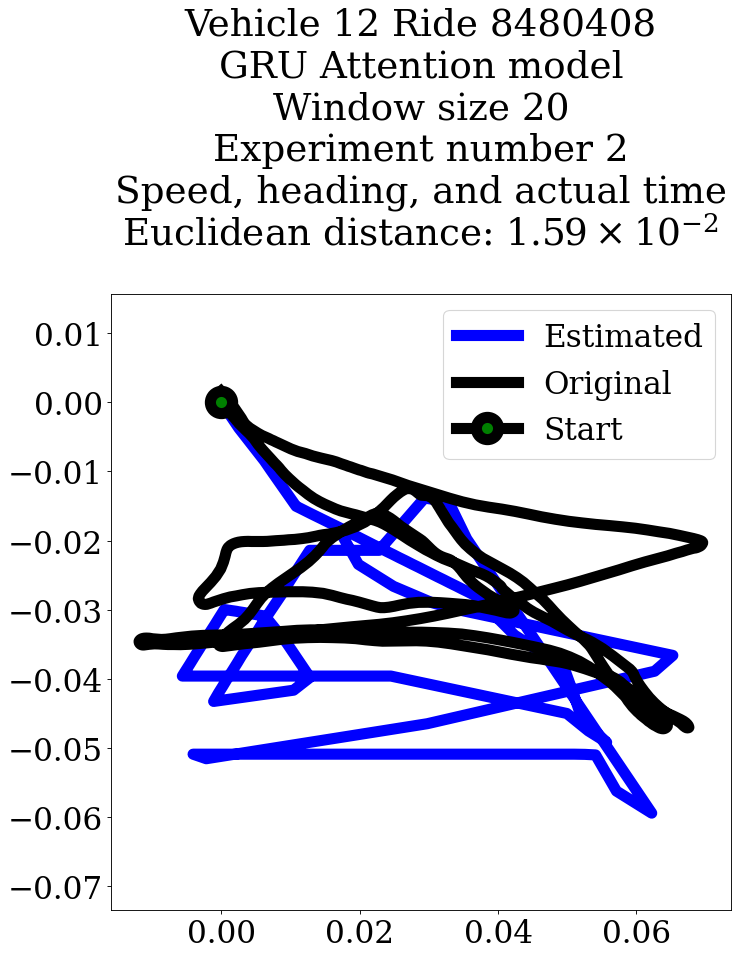 Vehicle 12 Ride 8480408
GRU Attention model
Window size 20
Experiment number 2
Speed, heading, and actual time
Euclidean distance: 1.59 × 10⁻²
Estimated
Original
Start
0.01
0.00
−0.01
−0.02
−0.03
−0.04
−0.05
−0.06
−0.07
0.00 0.02 0.04 0.06